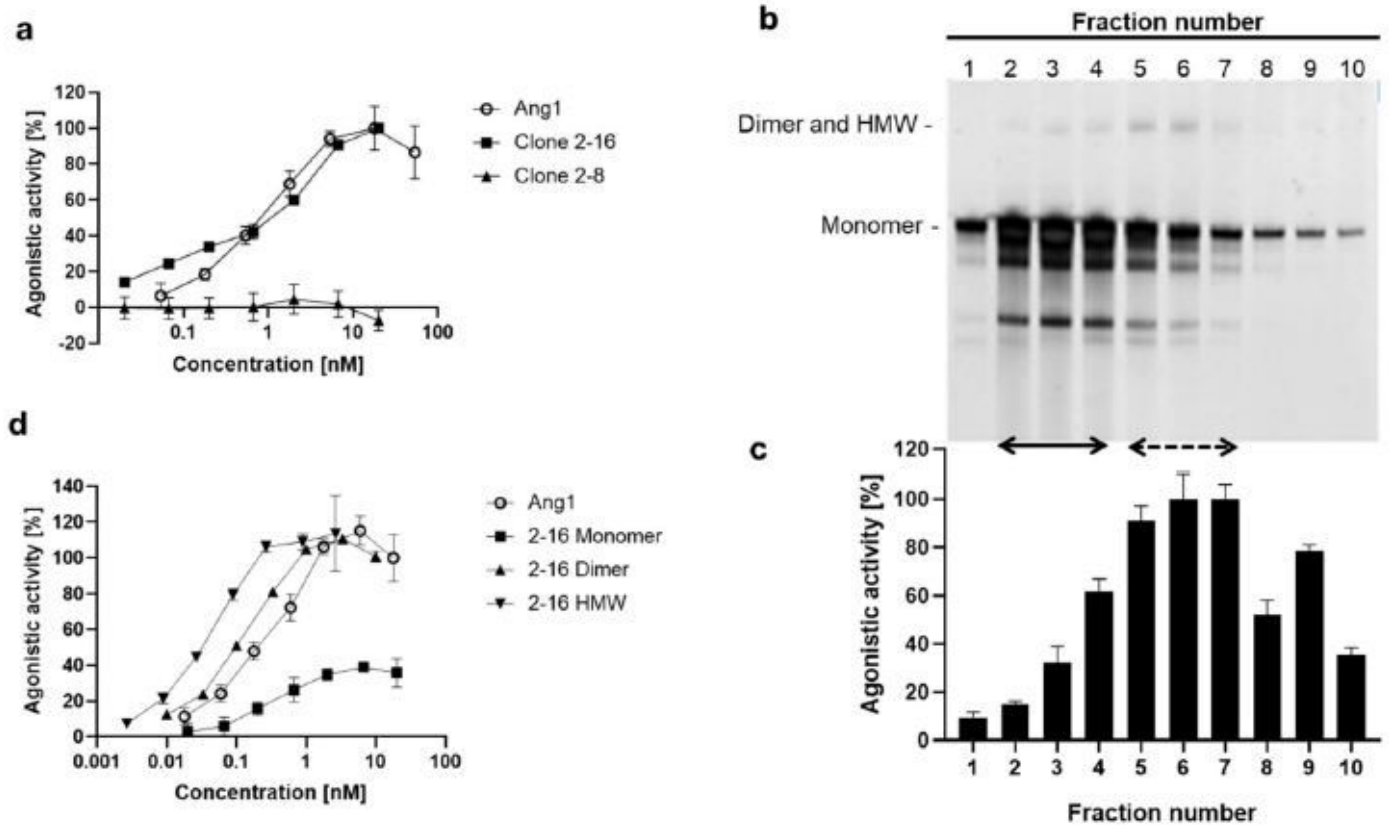 a
120
100
80
60
40
20
0
-20
Agonistic activity [%]
0.1 1 10 100
Concentration [nM]
Ang1
Clone 2-16
Clone 2-8
b
Fraction number
1 2 3 4 5 6 7 8 9 10
Dimer and HMW -
Monomer -
d
140
120
100
80
60
40
20
0
Agonistic activity [%]
0.001 0.01 0.1 1 10 100
Concentration [nM]
Ang1
2-16 Monomer
2-16 Dimer
2-16 HMW
c
120
100
80
60
40
20
0
Agonistic activity [%]
1 2 3 4 5 6 7 8 9 10
Fraction number